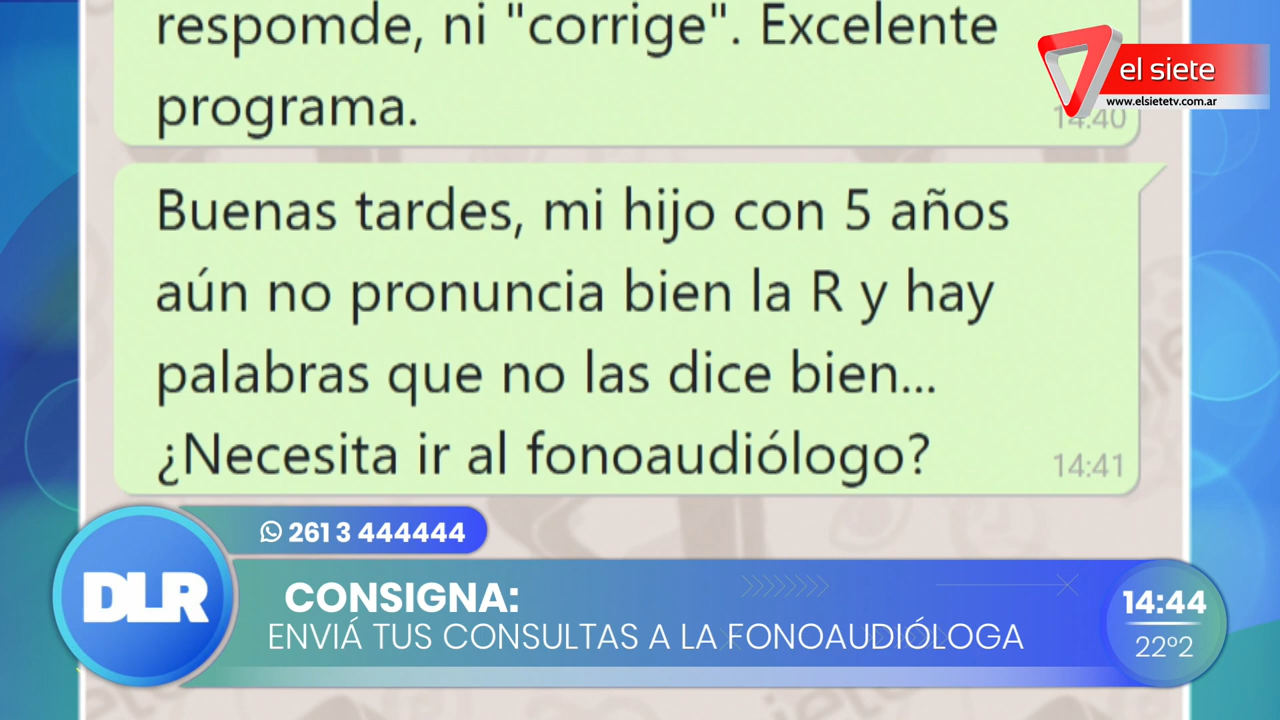 respomde, ni "corrige". Excelente
programa.
14:40
el siete
www.elsietetv.com.ar
Buenas tardes, mi hijo con 5 años
aún no pronuncia bien la R y hay
palabras que no las dice bien...
¿Necesita ir al fonoaudiólogo?
14:41
261 3 444444
DLR
CONSIGNA:
ENVIÁ TUS CONSULTAS A LA FONOAUDIÓLOGA
14:44
22º2